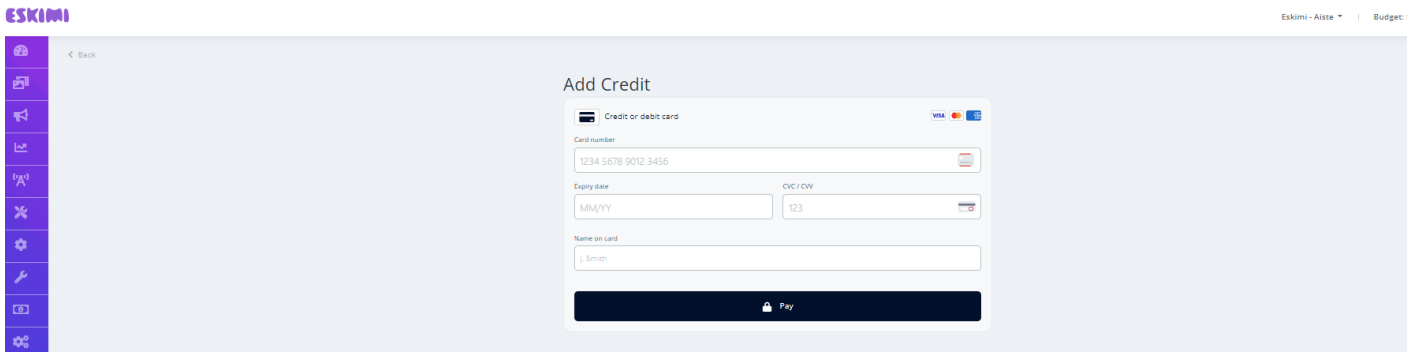 ESKIMI
Eskimi - Aiste
Budget:
Back
Add Credit
Credit or debit card
VISA
Card number
1234 5678 9012 3456
Expiry date
CVC / CVV
MM/YY
123
Name on card
J. Smith
Pay